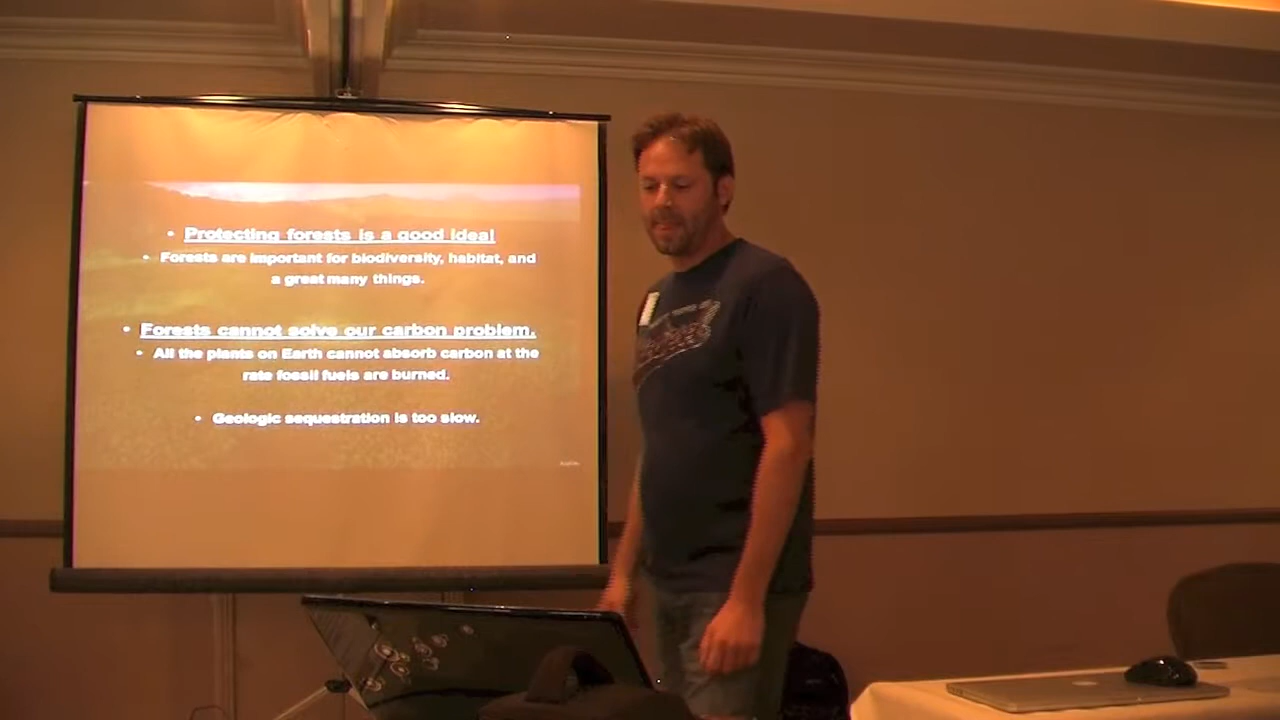 • Protecting forests is a good idea!
• Forests are important for biodiversity, habitat, and
a great many things.
• Forests cannot solve our carbon problem.
• All the plants on Earth cannot absorb carbon at the
rate fossil fuels are burned.
• Geologic sequestration is too slow.